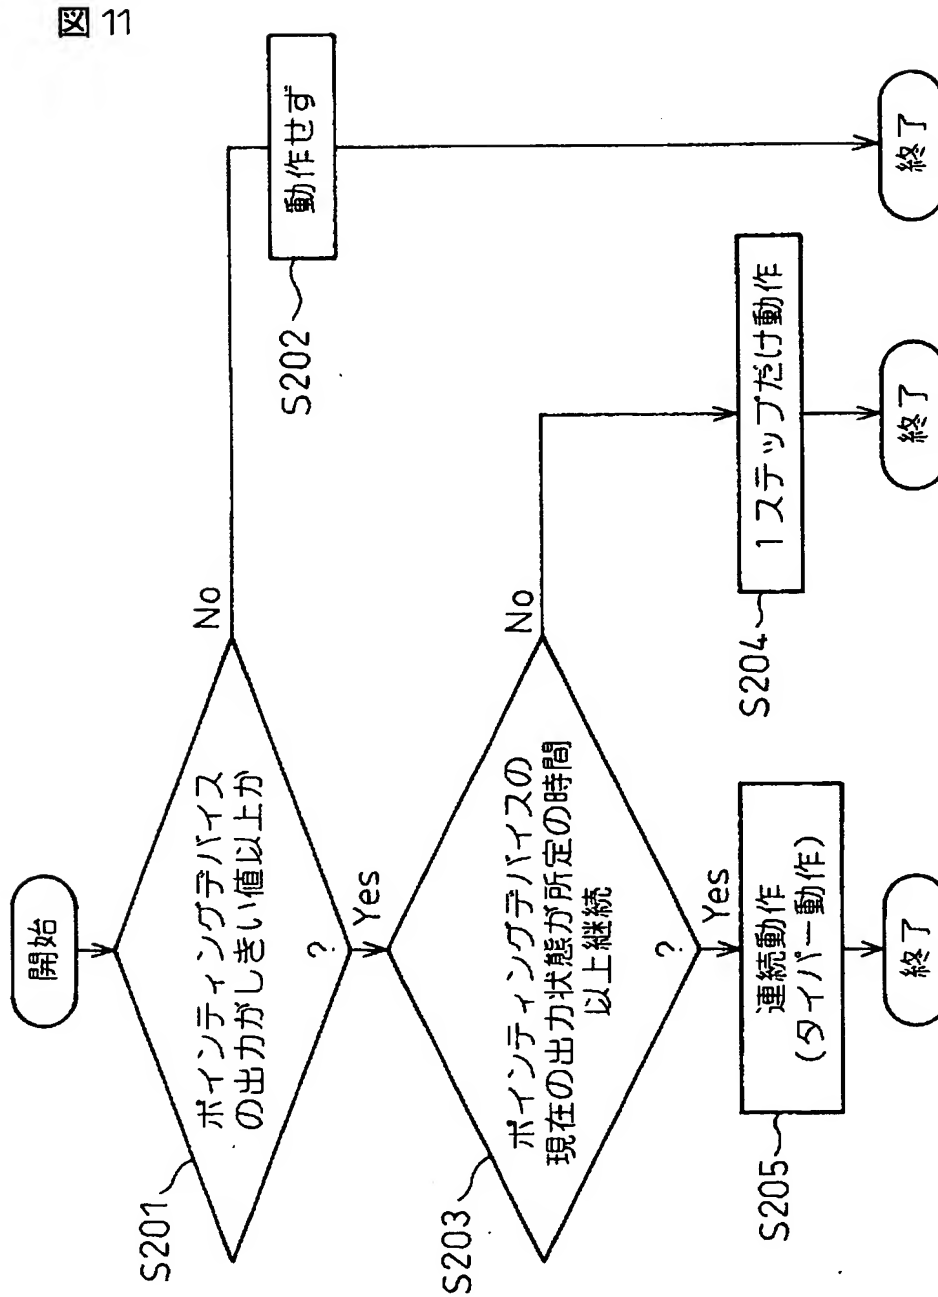 図 11
開始
S201
ポインティングデバイス
の出力がしきい値以上か
?
No
Yes
S202
動作せず
終了
S203
ポインティングデバイスの
現在の出力状態が所定の時間
以上継続
?
No
Yes
S204
1ステップだけ動作
終了
S205
連続動作
(タイパー動作)
終了